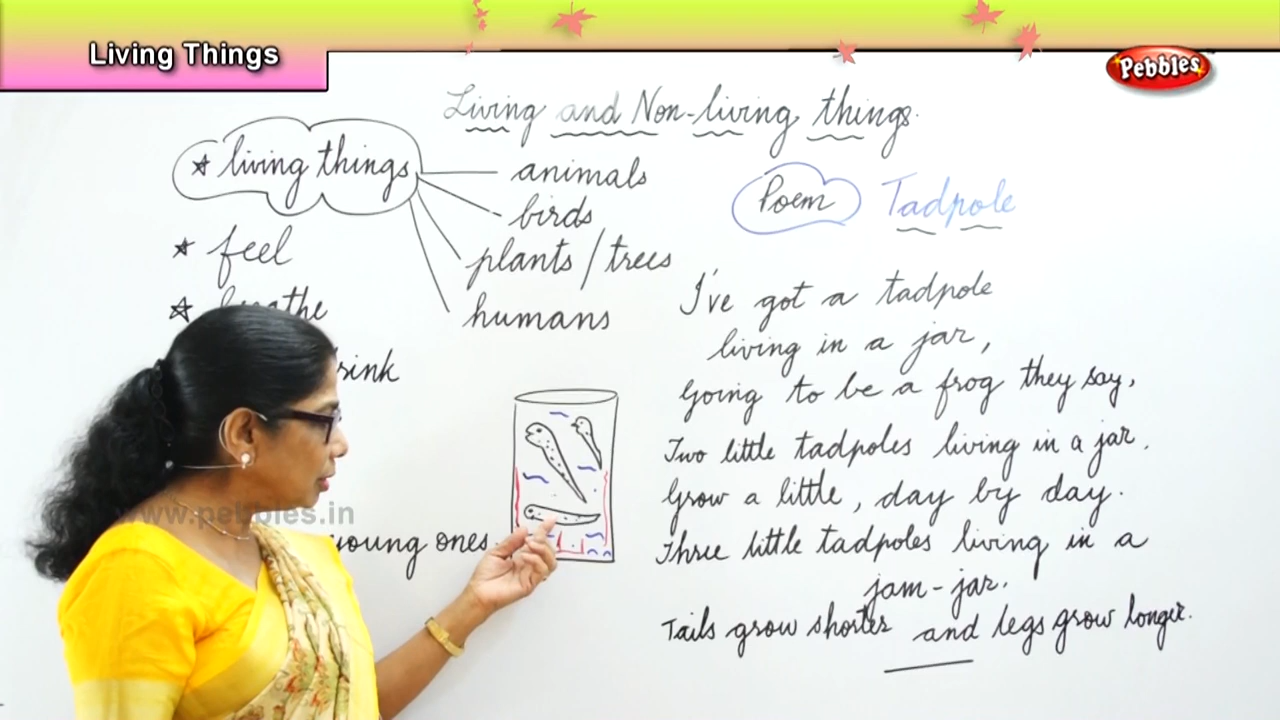 Living Things
Pebbles
Living and Non-living things.
living things
animals
birds
plants / trees
humans
feel
young ones.
Poem Tadpole
I've got a tadpole
living in a jar,
Going to be a frog they say,
Two little tadpoles living in a jar.
Grow a little, day by day.
Three little tadpoles living in a
jam-jar.
Tails grow shorter and legs grow longer.
www.pebbles.in